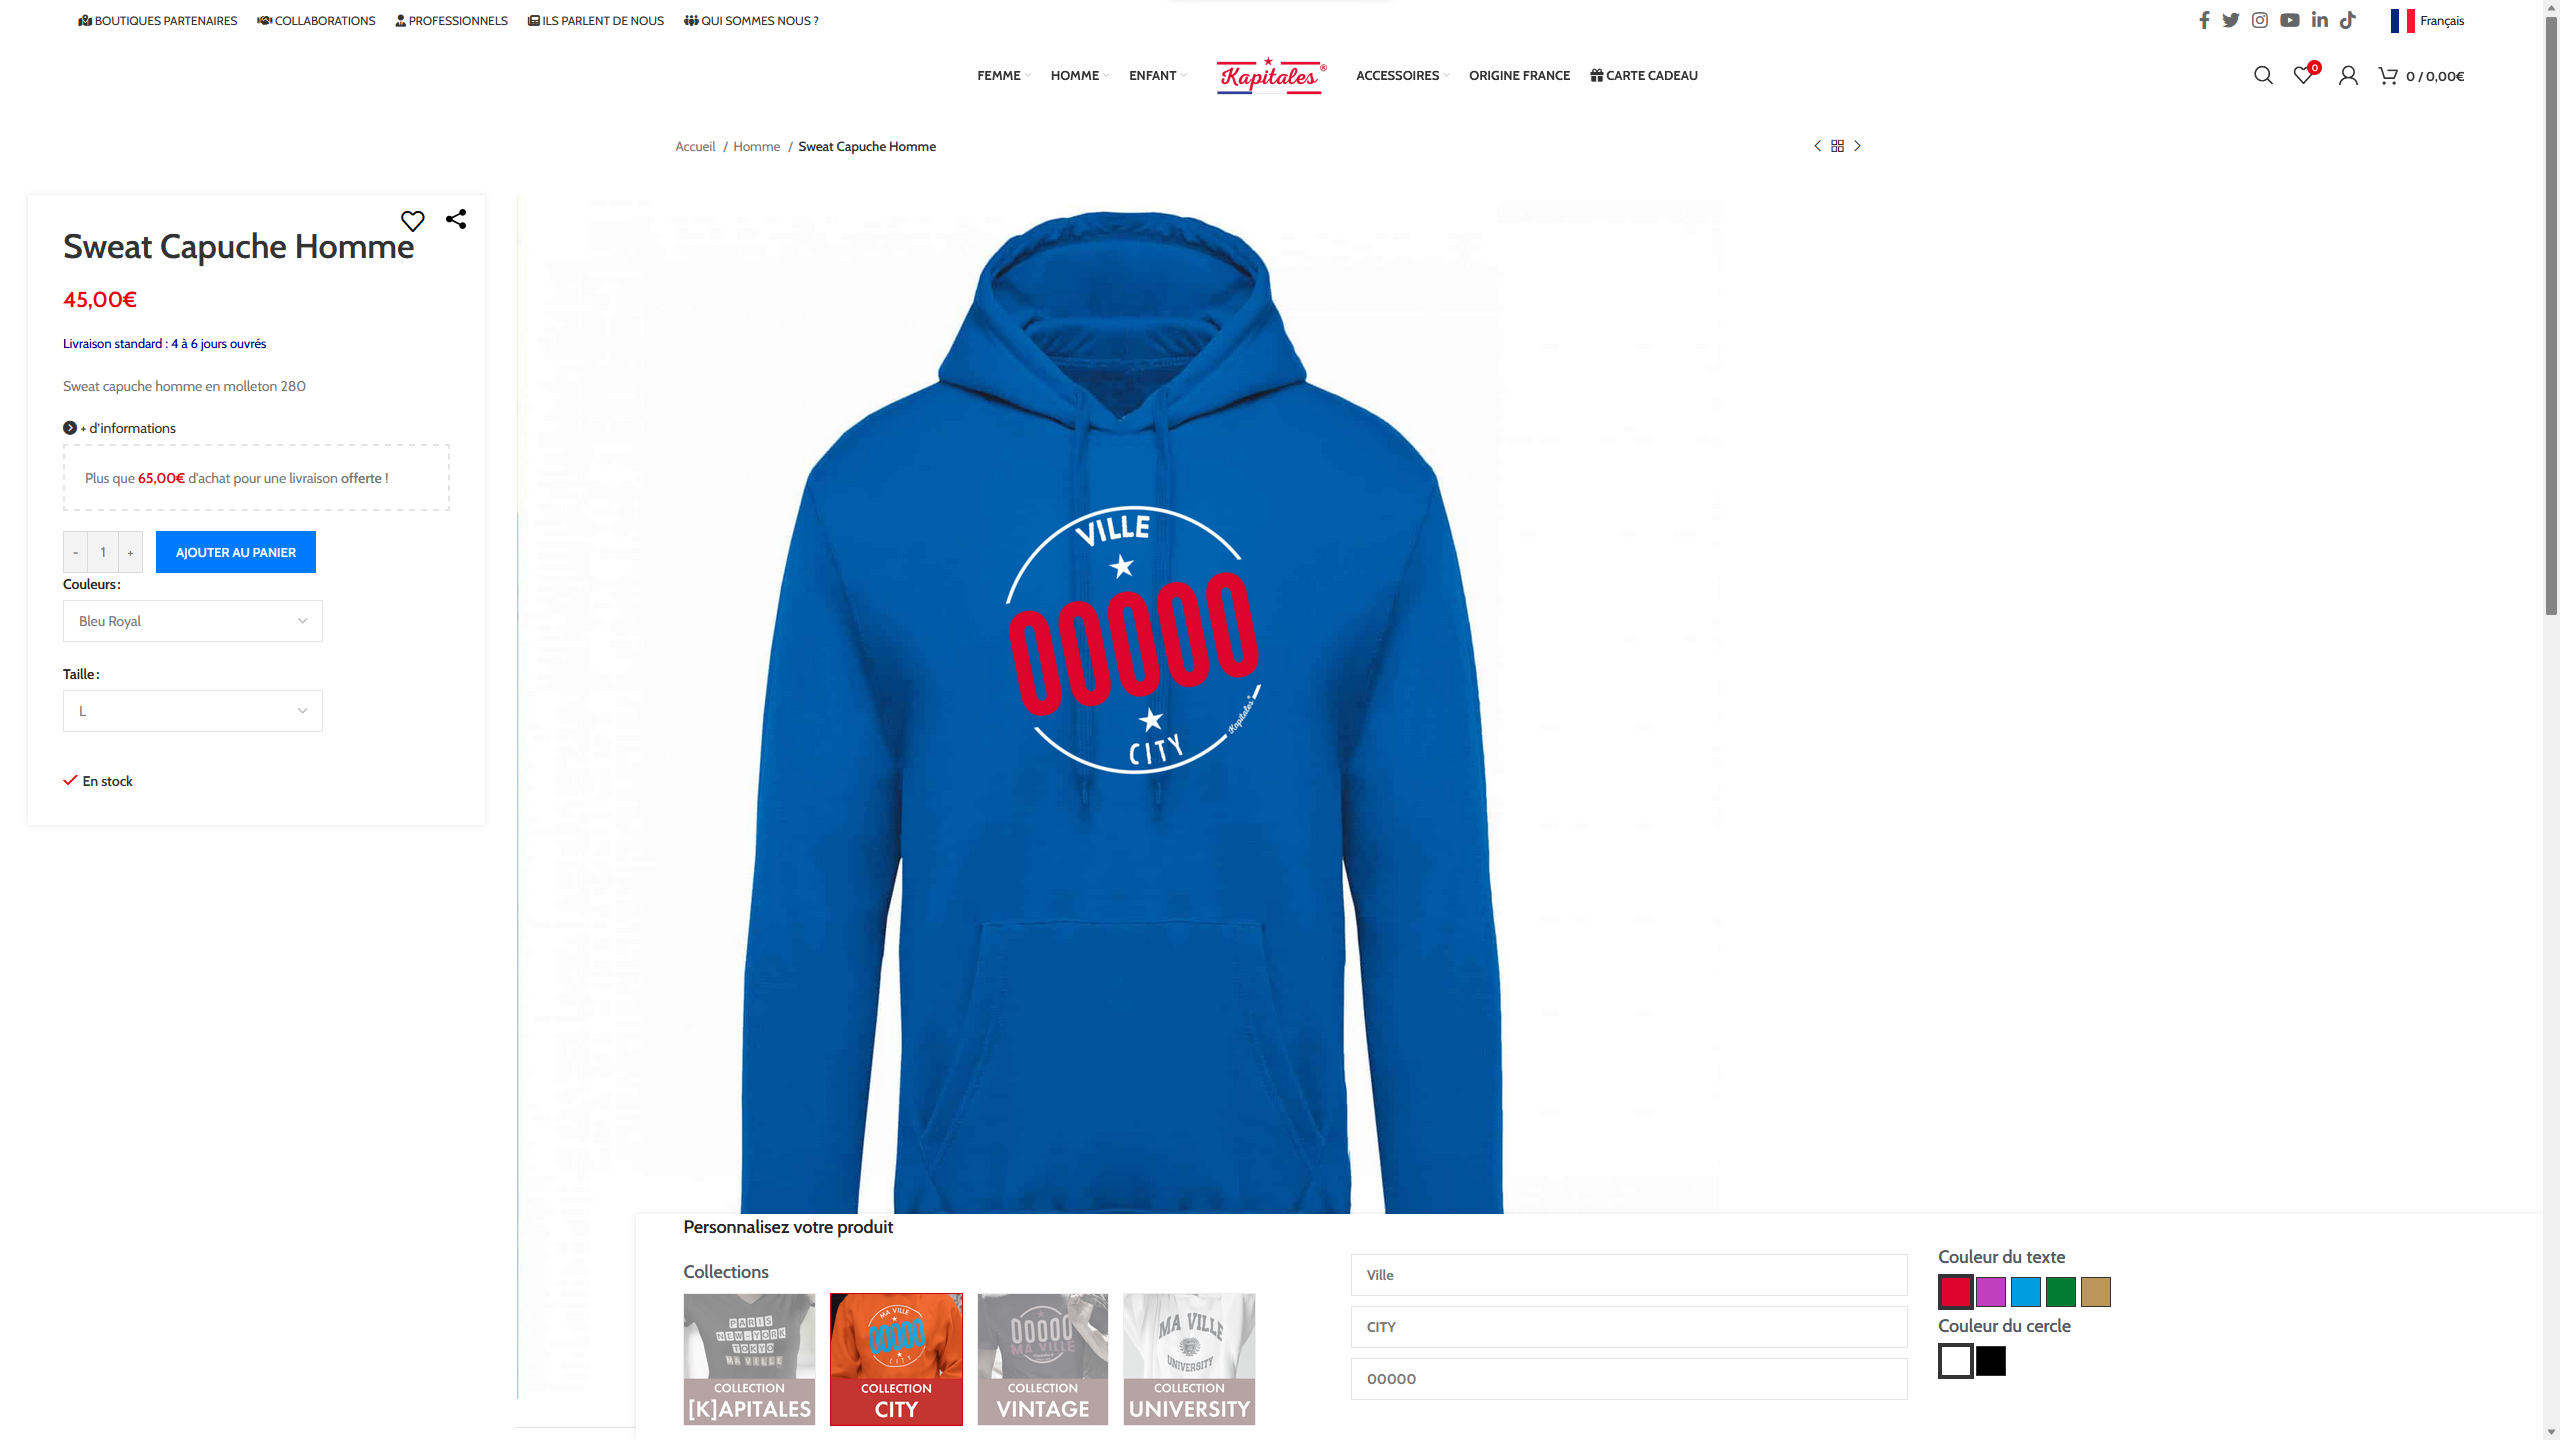 BOUTIQUES PARTENAIRES COLLABORATIONS PROFESSIONNELS ILS PARLENT DE NOUS QUI SOMMES NOUS ? Français
FEMME HOMME ENFANT Kapitales® ACCESSOIRES ORIGINE FRANCE CARTE CADEAU 0 0 / 0,00€
Accueil / Homme / Sweat Capuche Homme
Sweat Capuche Homme
45,00€
Livraison standard : 4 à 6 jours ouvrés
Sweat capuche homme en molleton 280
+ d'informations
Plus que 65,00€ d'achat pour une livraison offerte !
- 1 + AJOUTER AU PANIER
Couleurs :
Bleu Royal
Taille :
L
En stock
VILLE
00000
CITY
Kapitales®
Personnalisez votre produit
Collections
PARIS
NEW-YORK
TOKYO
MA VILLE
COLLECTION
[K]APITALES
MA VILLE
00000
CITY
COLLECTION
CITY
00000
MA VILLE
COLLECTION
VINTAGE
MA VILLE
UNIVERSITY
COLLECTION
UNIVERSITY
Ville
CITY
00000
Couleur du texte
Couleur du cercle